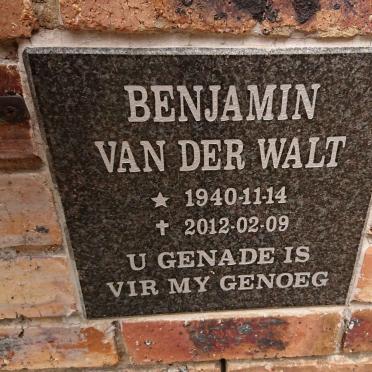 BENJAMIN
VAN DER WALT
★ 1940-11-14
✝ 2012-02-09
U GENADE IS
VIR MY GENOEG